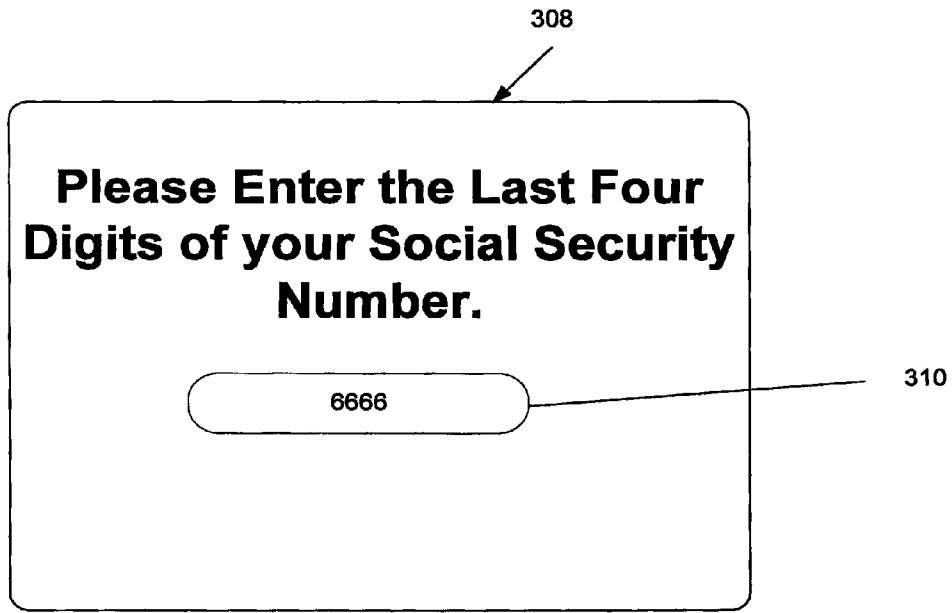 308
Please Enter the Last Four
Digits of your Social Security
Number.
6666
310